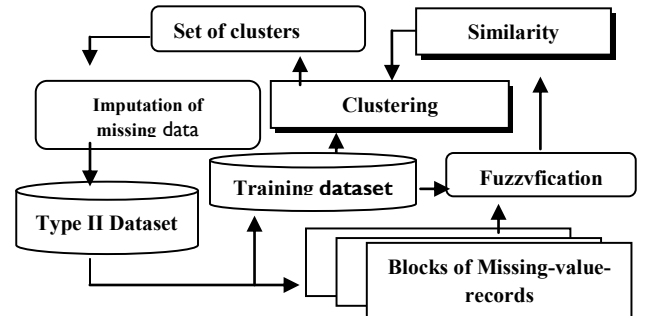 Set of clusters
Similarity
Imputation of
missing data
Clustering
Training dataset
Fuzzyfication
Type II Dataset
Blocks of Missing-value-
records